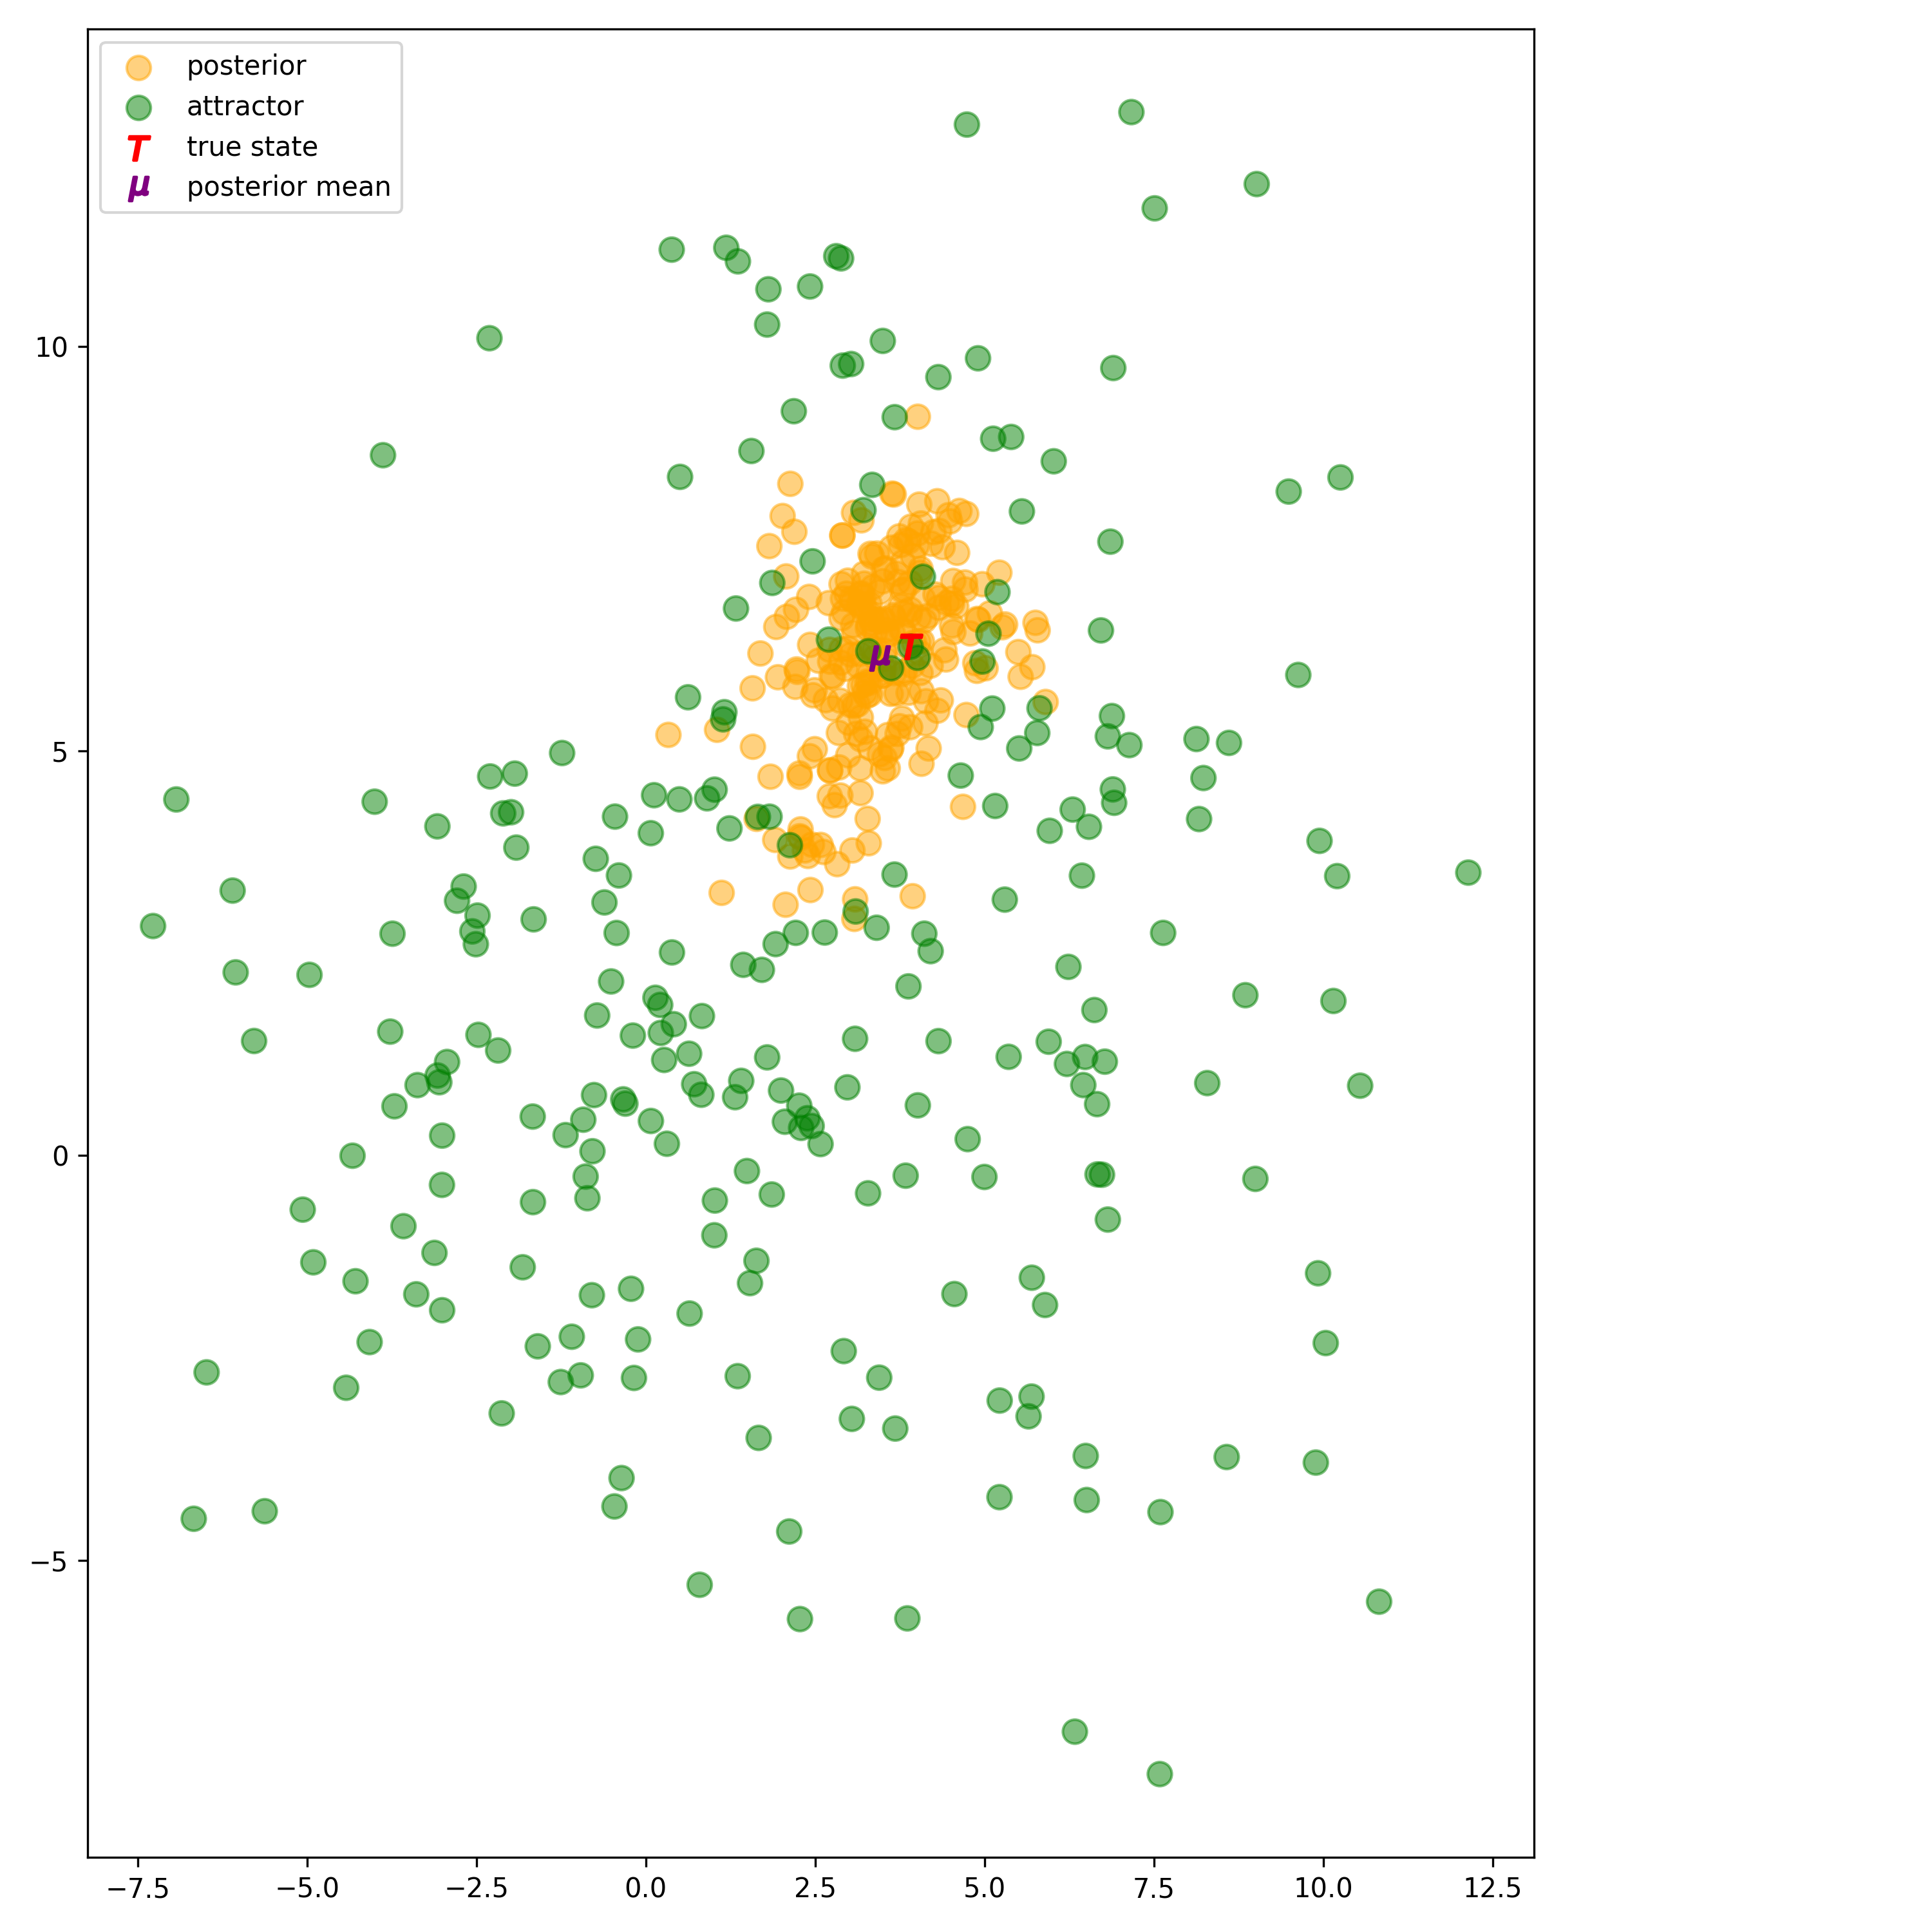 posterior
attractor
T true state
μ posterior mean
10
5
0
−5
μ T
−7.5 −5.0 −2.5 0.0 2.5 5.0 7.5 10.0 12.5